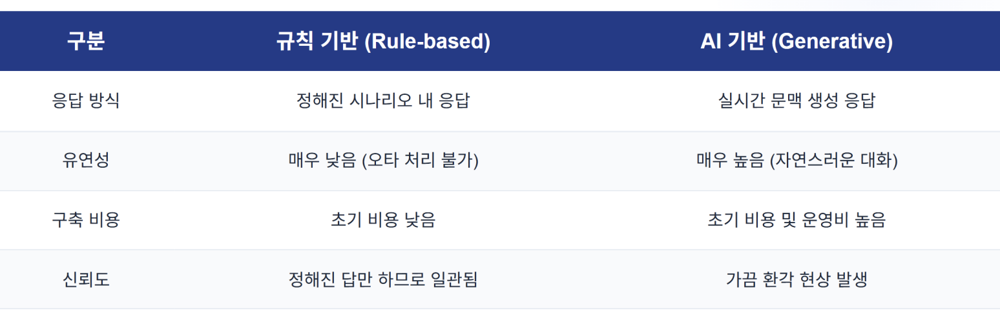 구분 규칙 기반 (Rule-based) AI 기반 (Generative)
응답 방식 정해진 시나리오 내 응답 실시간 문맥 생성 응답
유연성 매우 낮음 (오타 처리 불가) 매우 높음 (자연스러운 대화)
구축 비용 초기 비용 낮음 초기 비용 및 운영비 높음
신뢰도 정해진 답만 하므로 일관됨 가끔 환각 현상 발생